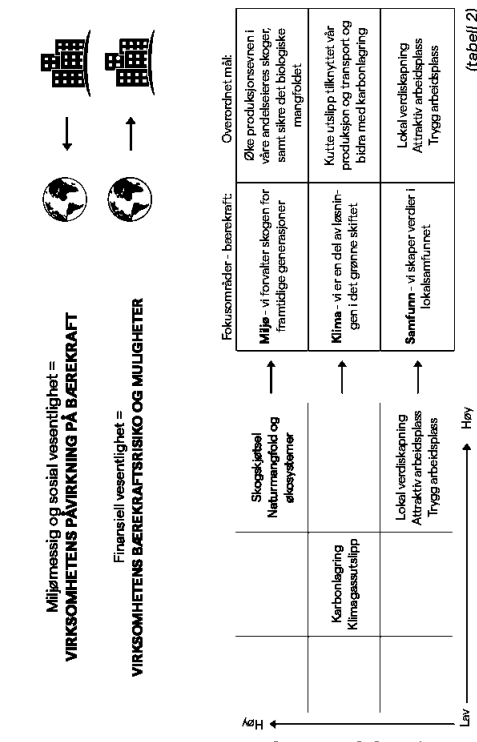 Miljømessig og sosial vesentlighet =
VIRKSOMHETENS PÅVIRKNING PÅ BÆREKRAFT
Finansiell vesentlighet =
VIRKSOMHETENS BÆREKRAFTSRISIKO OG MULIGHETER
Fokusområder - bærekraft:
Overordnet mål:
Høy
Skogskjøtsel
Naturmangfold og
økosystemer
Miljø - vi forvalter skogen for
framtidige generasjoner
Øke produksjonsevnen i
våre andelseieres skoger,
samt sikre det biologiske
mangfoldet
Karbonlagring
Klimagassutslipp
Klima - vi er en del av løsnin-
gen i det grønne skiftet
Kutte utslipp tilknyttet vår
produksjon og transport og
bidra med karbonlagring
Lokal verdiskapning
Attraktiv arbeidsplass
Trygg arbeidsplass
Samfunn - vi skaper verdier i
lokalsamfunnet
Lokal verdiskapning
Attraktiv arbeidsplass
Trygg arbeidsplass
Lav
Høy
(tabell 2)